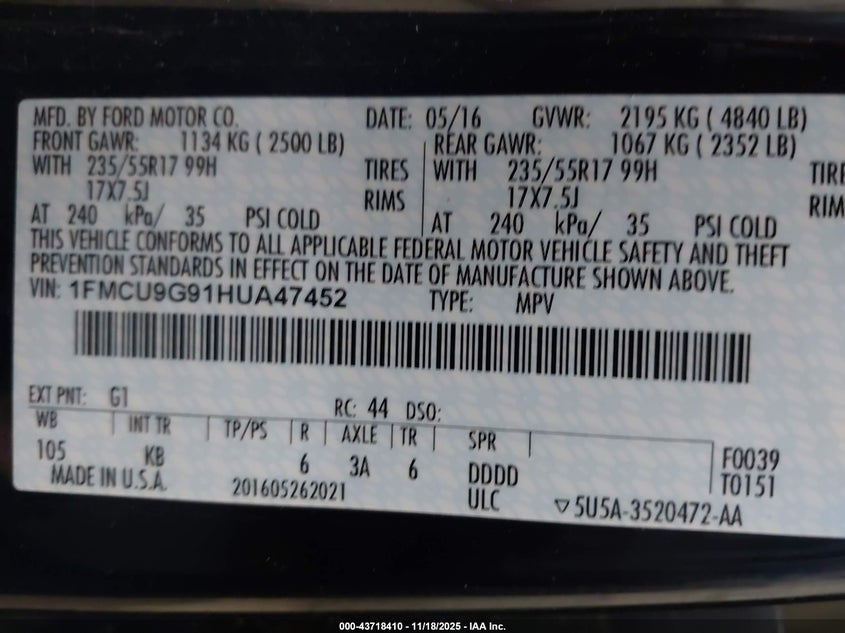 MFD. BY FORD MOTOR CO. DATE: 05/16 GVWR: 2195 KG ( 4840 LB)
FRONT GAWR: 1134 KG ( 2500 LB) REAR GAWR: 1067 KG ( 2352 LB)
WITH 235/55R17 99H TIRES WITH 235/55R17 99H TIRE
17X7.5J RIMS 17X7.5J RIM
AT 240 kPa/ 35 PSI COLD AT 240 kPa/ 35 PSI COLD
THIS VEHICLE CONFORMS TO ALL APPLICABLE FEDERAL MOTOR VEHICLE SAFETY AND THEFT
PREVENTION STANDARDS IN EFFECT ON THE DATE OF MANUFACTURE SHOWN ABOVE.
VIN: 1FMCU9G91HUA47452 TYPE: MPV
EXT PNT: G1 RC: 44 DSO:
WB INT TR TP/PS R AXLE TR SPR
105 KB 6 3A 6 DDDD F0039
MADE IN U.S.A. 201605262021 ULC T0151
▽5U5A-3520472-AA
000-43718410 - 11/18/2025 - IAA Inc.